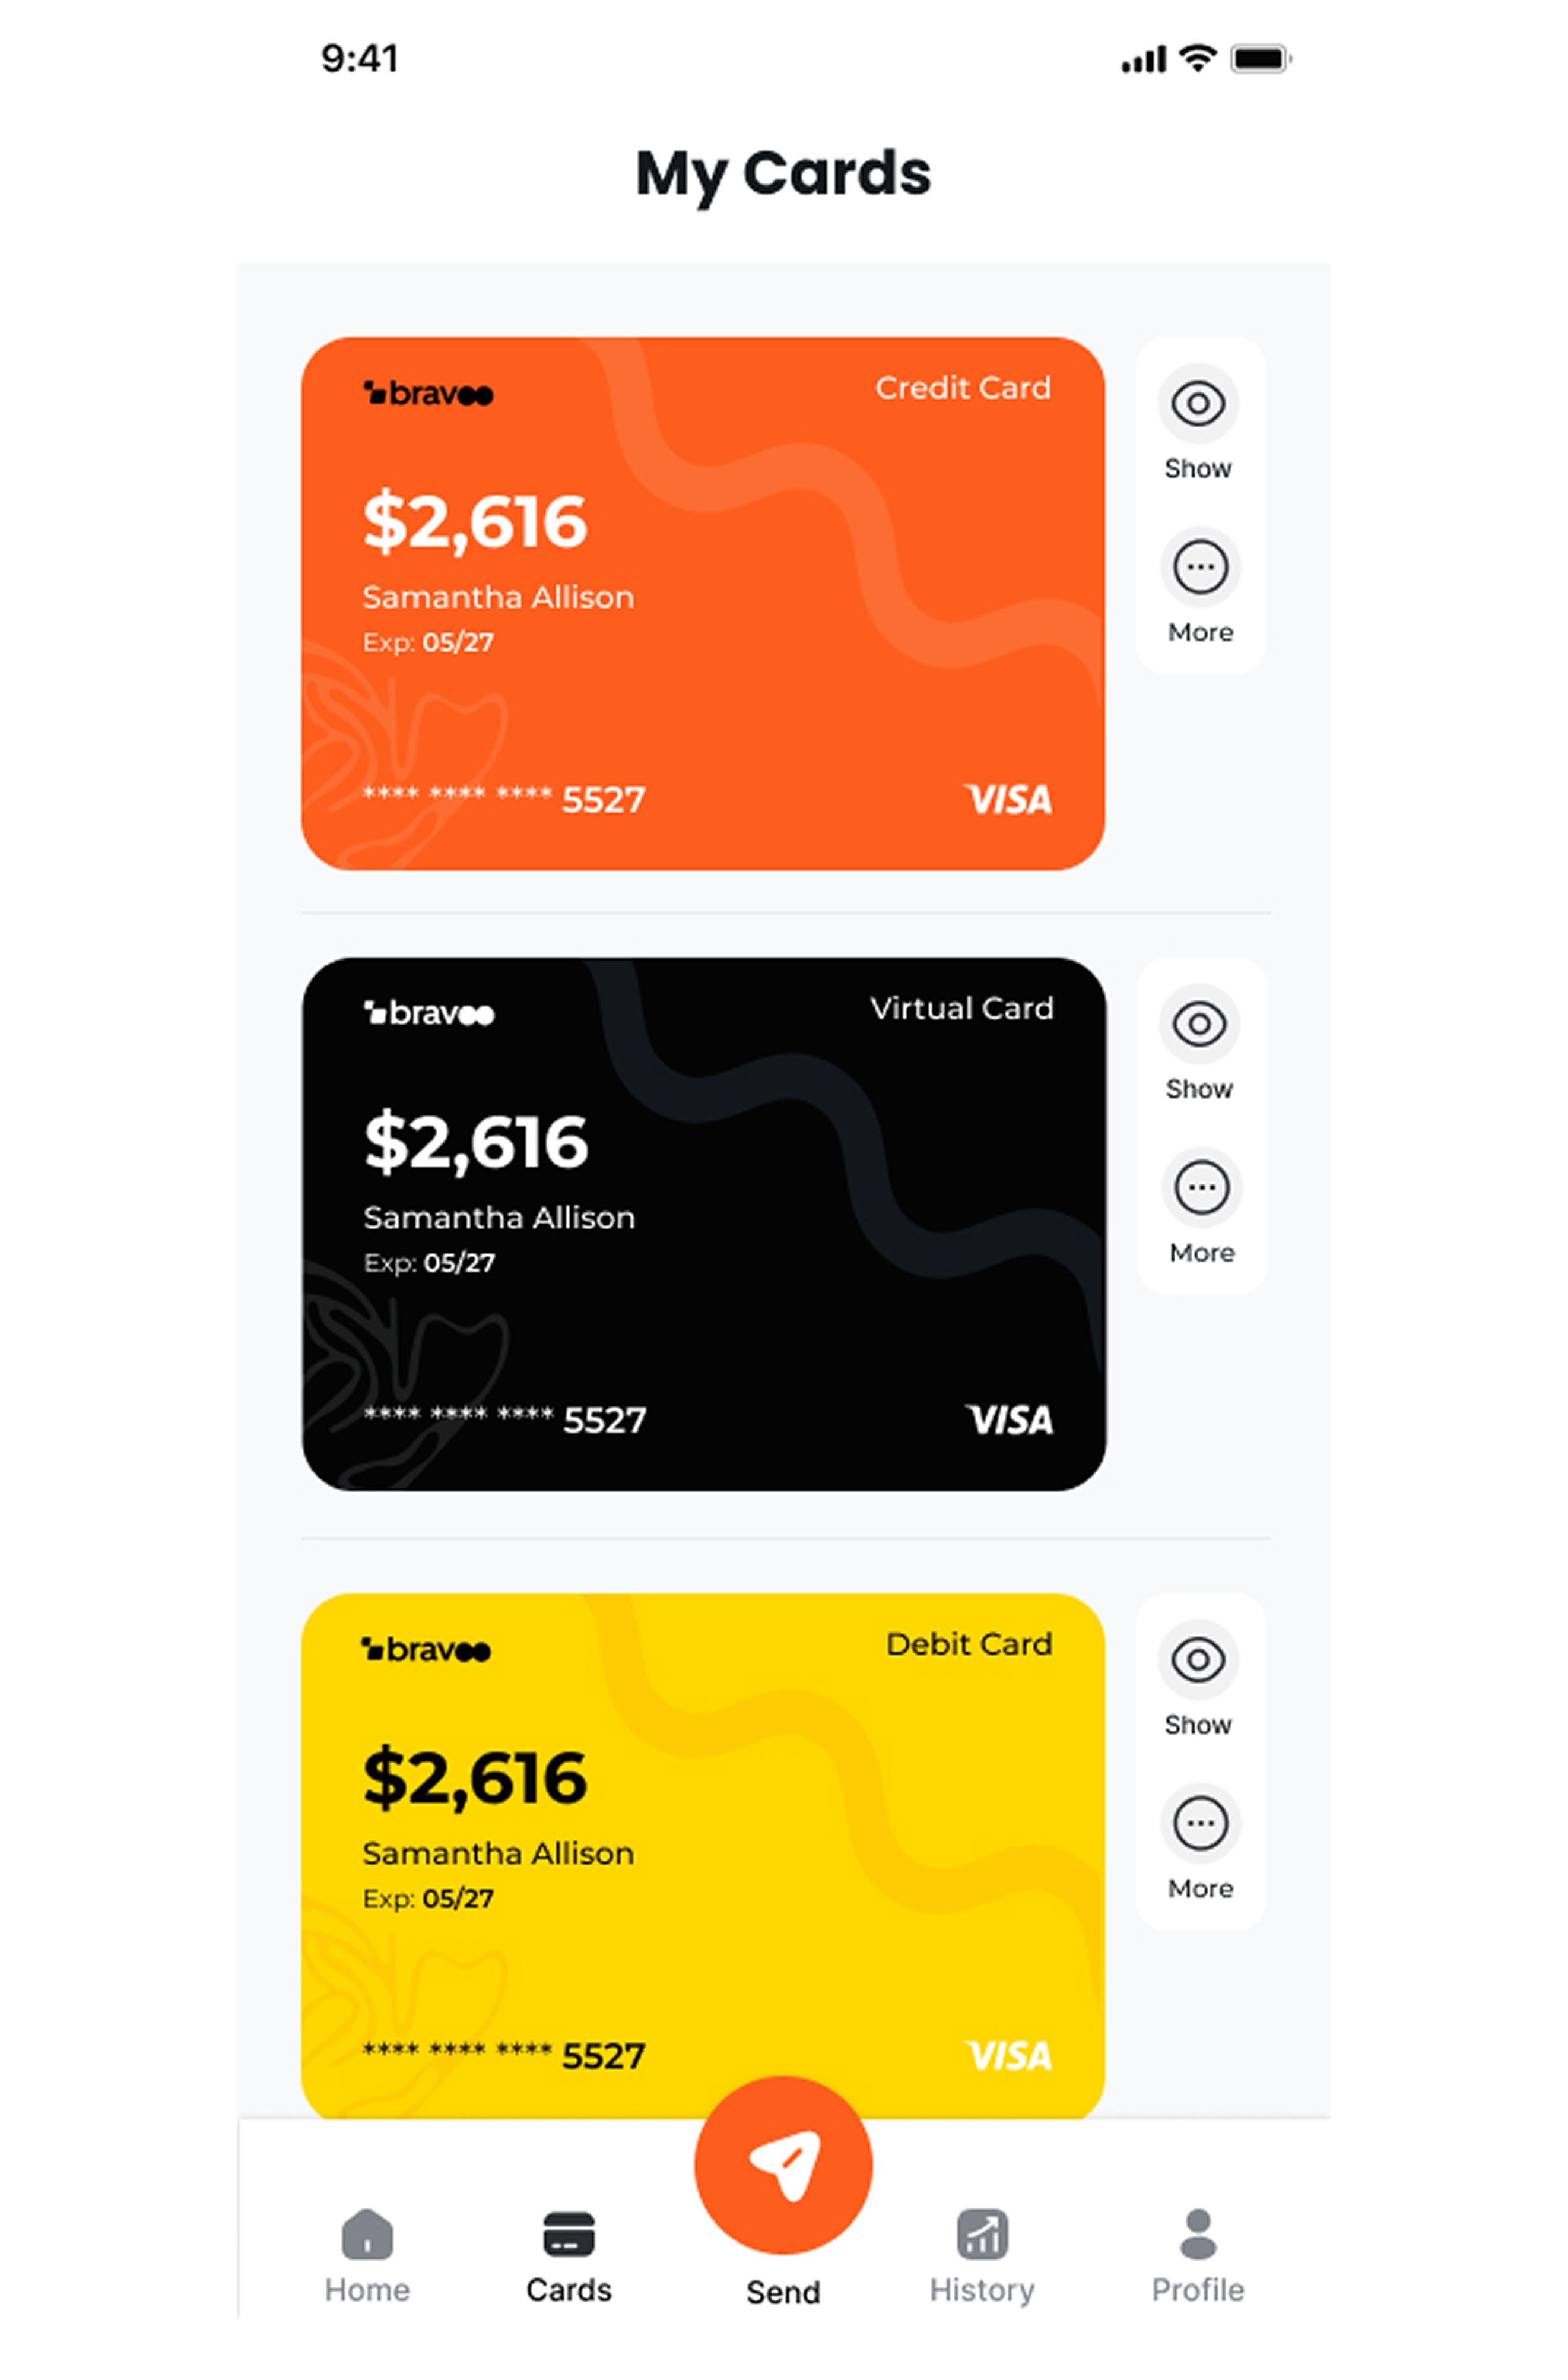 9:41
My Cards
bravoo
Credit Card
Show
$2,616
Samantha Allison
Exp: 05/27
More
**** **** **** 5527
VISA
bravoo
Virtual Card
Show
$2,616
Samantha Allison
Exp: 05/27
More
**** **** **** 5527
VISA
bravoo
Debit Card
Show
$2,616
Samantha Allison
Exp: 05/27
More
**** **** **** 5527
VISA
Home
Cards
Send
History
Profile